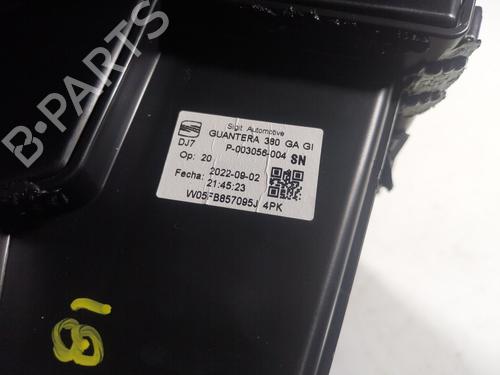 B-PARTS
Sigit Automotive
GUANTERA 380 GA GI
DJ7 P-003056-004 SN
Op: 20
Fecha: 2022-09-02
21:45:23
W05FB857095J 4PK